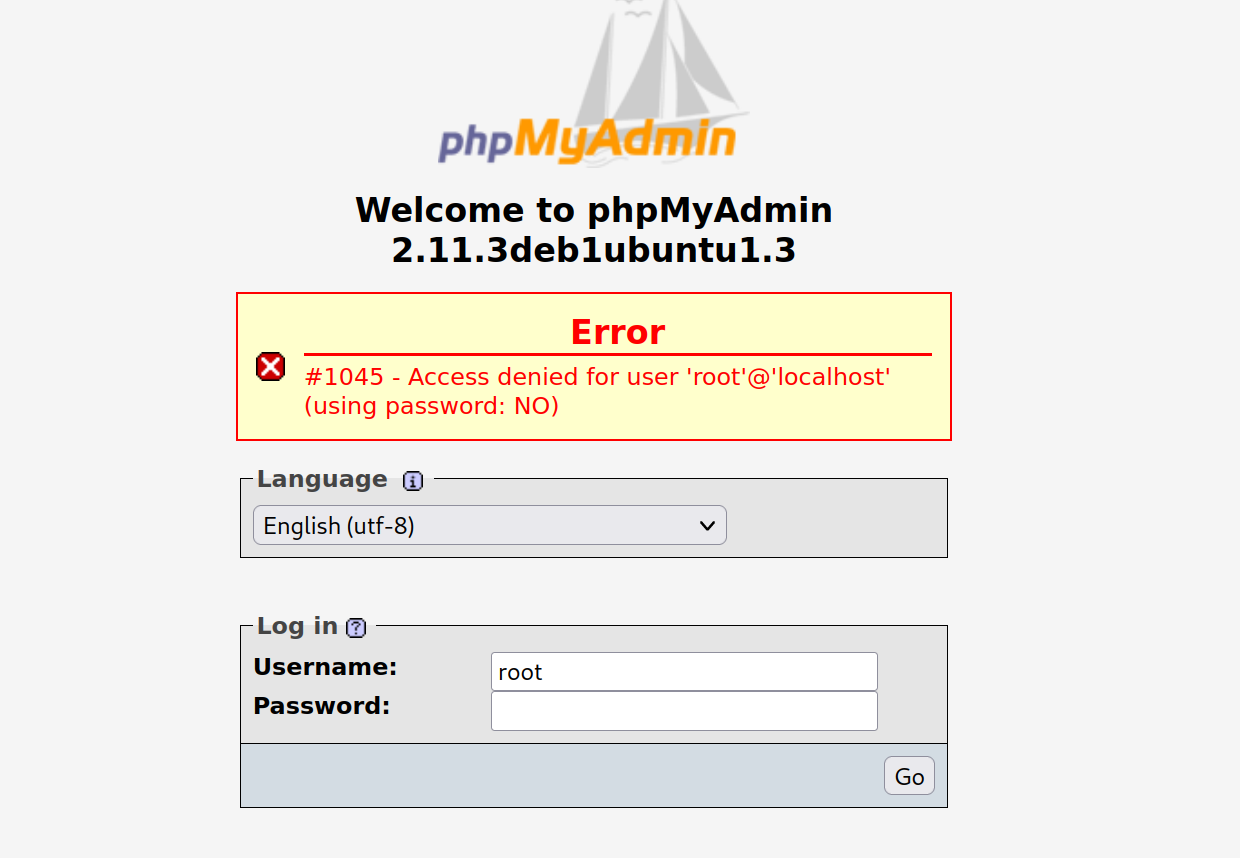 phpMyAdmin
Welcome to phpMyAdmin
2.11.3deb1ubuntu1.3
Error
#1045 - Access denied for user 'root'@'localhost'
(using password: NO)
Language
English (utf-8)
Log in
Username: root
Password:
Go